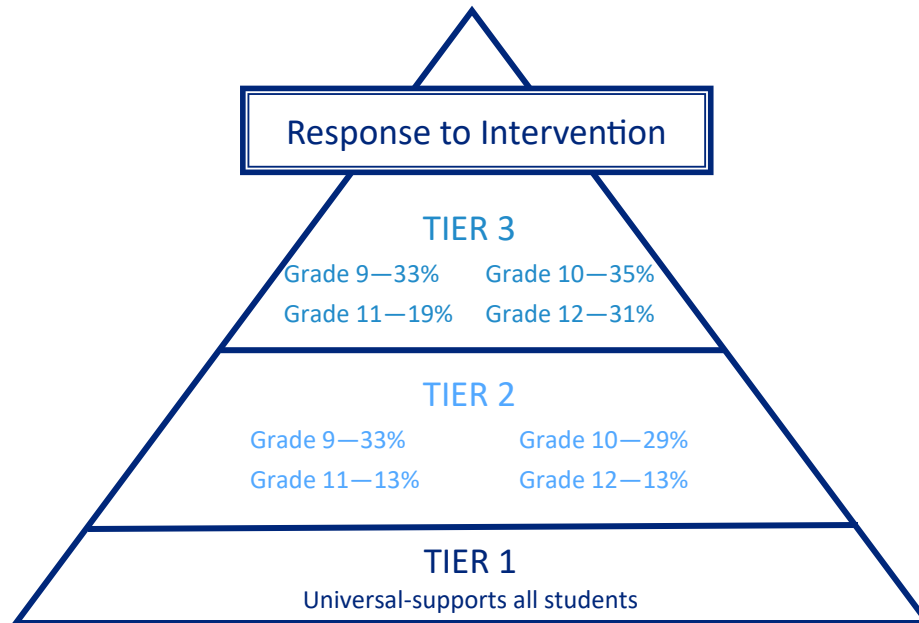 Response to Intervention
TIER 3
Grade 9—33% Grade 10—35%
Grade 11—19% Grade 12—31%
TIER 2
Grade 9—33% Grade 10—29%
Grade 11—13% Grade 12—13%
TIER 1
Universal-supports all students